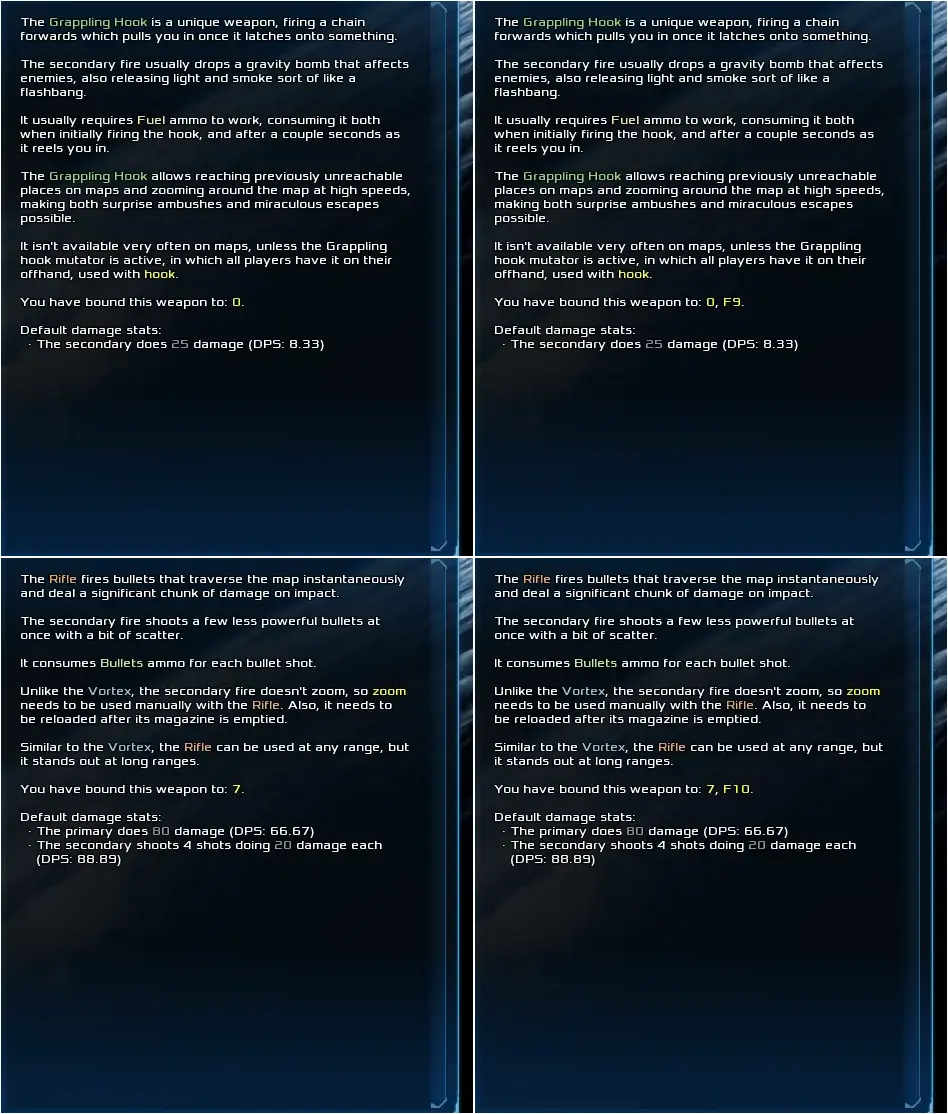 The Grappling Hook is a unique weapon, firing a chain
forwards which pulls you in once it latches onto something.
The secondary fire usually drops a gravity bomb that affects
enemies, also releasing light and smoke sort of like a
flashbang.
It usually requires Fuel ammo to work, consuming it both
when initially firing the hook, and after a couple seconds as
it reels you in.
The Grappling Hook allows reaching previously unreachable
places on maps and zooming around the map at high speeds,
making both surprise ambushes and miraculous escapes
possible.
It isn't available very often on maps, unless the Grappling
hook mutator is active, in which all players have it on their
offhand, used with hook.
You have bound this weapon to: 0.
Default damage stats:
· The secondary does 25 damage (DPS: 8.33)
The Grappling Hook is a unique weapon, firing a chain
forwards which pulls you in once it latches onto something.
The secondary fire usually drops a gravity bomb that affects
enemies, also releasing light and smoke sort of like a
flashbang.
It usually requires Fuel ammo to work, consuming it both
when initially firing the hook, and after a couple seconds as
it reels you in.
The Grappling Hook allows reaching previously unreachable
places on maps and zooming around the map at high speeds,
making both surprise ambushes and miraculous escapes
possible.
It isn't available very often on maps, unless the Grappling
hook mutator is active, in which all players have it on their
offhand, used with hook.
You have bound this weapon to: 0, F9.
Default damage stats:
· The secondary does 25 damage (DPS: 8.33)
The Rifle fires bullets that traverse the map instantaneously
and deal a significant chunk of damage on impact.
The secondary fire shoots a few less powerful bullets at
once with a bit of scatter.
It consumes Bullets ammo for each bullet shot.
Unlike the Vortex, the secondary fire doesn't zoom, so zoom
needs to be used manually with the Rifle. Also, it needs to
be reloaded after its magazine is emptied.
Similar to the Vortex, the Rifle can be used at any range, but
it stands out at long ranges.
You have bound this weapon to: 7.
Default damage stats:
· The primary does 80 damage (DPS: 66.67)
· The secondary shoots 4 shots doing 20 damage each
(DPS: 88.89)
The Rifle fires bullets that traverse the map instantaneously
and deal a significant chunk of damage on impact.
The secondary fire shoots a few less powerful bullets at
once with a bit of scatter.
It consumes Bullets ammo for each bullet shot.
Unlike the Vortex, the secondary fire doesn't zoom, so zoom
needs to be used manually with the Rifle. Also, it needs to
be reloaded after its magazine is emptied.
Similar to the Vortex, the Rifle can be used at any range, but
it stands out at long ranges.
You have bound this weapon to: 7, F10.
Default damage stats:
· The primary does 80 damage (DPS: 66.67)
· The secondary shoots 4 shots doing 20 damage each
(DPS: 88.89)